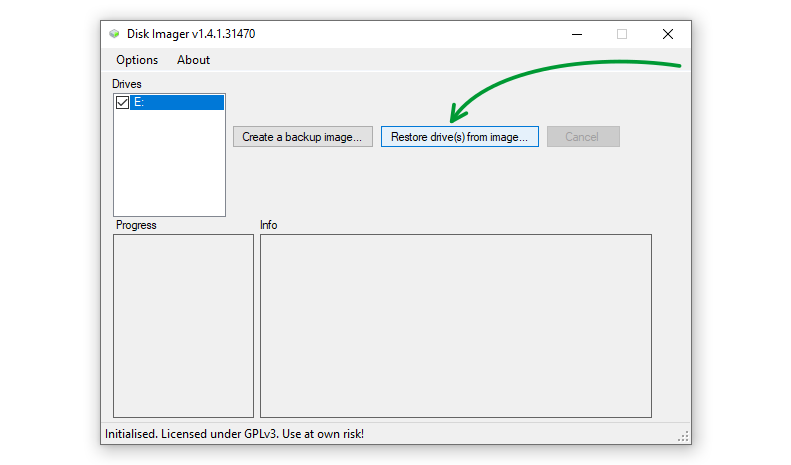 Disk Imager v1.4.1.31470
Options About
Drives
E:
Create a backup image... Restore drive(s) from image... Cancel
Progress Info
Initialised. Licensed under GPLv3. Use at own risk!